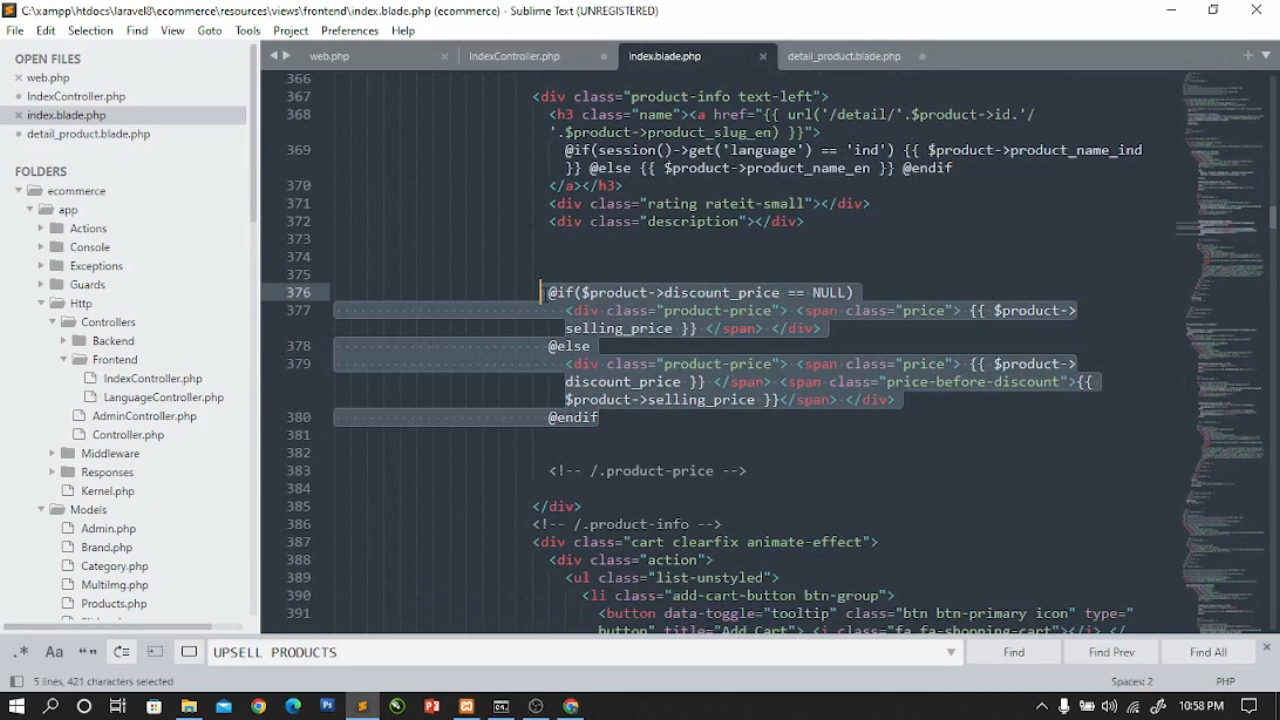 C:\xampp\htdocs\laravel8\ecommerce\resources\views\frontend\index.blade.php (ecommerce) - Sublime Text (UNREGISTERED)
File Edit Selection Find View Goto Tools Project Preferences Help
OPEN FILES
web.php
IndexController.php
index.blade.php
detail_product.blade.php
FOLDERS
ecommerce
app
Actions
Console
Exceptions
Guards
Http
Controllers
Backend
Frontend
IndexController.php
LanguageController.php
AdminController.php
Controller.php
Middleware
Responses
Kernel.php
Models
Admin.php
Brand.php
Category.php
MultiImg.php
Products.php
web.php IndexController.php index.blade.php detail_product.blade.php
366
367 <div class="product-info text-left">
368 <h3 class="name"><a href="{{ url('/detail/'.$product->id.'/
'.$product->product_slug_en) }}">
369 @if(session()->get('language') == 'ind') {{ $product->product_name_ind
}} @else {{ $product->product_name_en }} @endif
370 </a></h3>
371 <div class="rating rateit-small"></div>
372 <div class="description"></div>
373
374
375
376 @if($product->discount_price == NULL)
377 <div class="product-price"> <span class="price"> {{ $product->
selling_price }} </span> </div>
378 @else
379 <div class="product-price"> <span class="price"> {{ $product->
discount_price }} </span> <span class="price-before-discount">{{
$product->selling_price }}</span> </div>
380 @endif
381
382
383 <!-- /.product-price -->
384
385 </div>
386 <!-- /.product-info -->
387 <div class="cart clearfix animate-effect">
388 <div class="action">
389 <ul class="list-unstyled">
390 <li class="add-cart-button btn-group">
391 <button data-toggle="tooltip" class="btn btn-primary icon" type="
button" title="Add Cart"> <i class="fa fa-shopping-cart"></i> </
.* Aa UPSELL PRODUCTS Find Find Prev Find All
5 lines, 421 characters selected Spaces: 2 PHP
10:58 PM